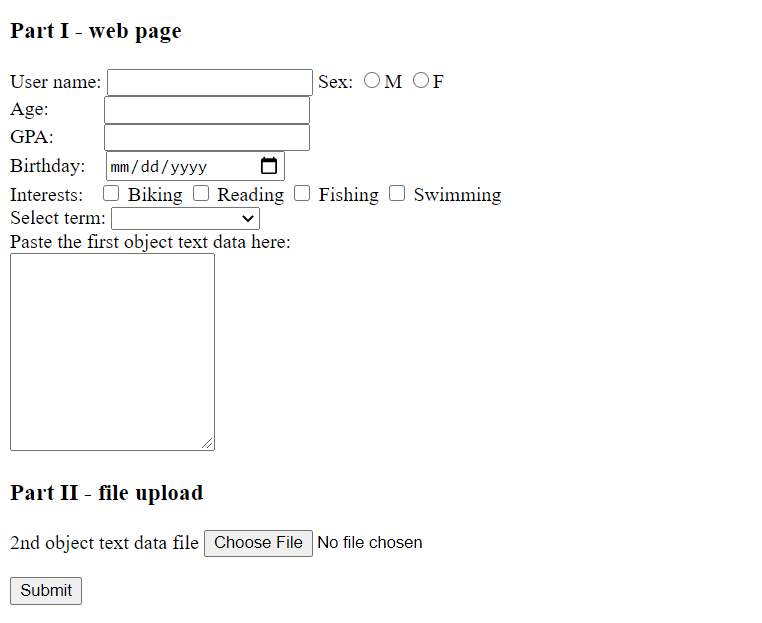 Part I - web page
User name: Sex: M F
Age:
GPA:
Birthday: mm/dd/yyyy
Interests: Biking Reading Fishing Swimming
Select term:
Paste the first object text data here:
Part II - file upload
2nd object text data file Choose File No file chosen
Submit